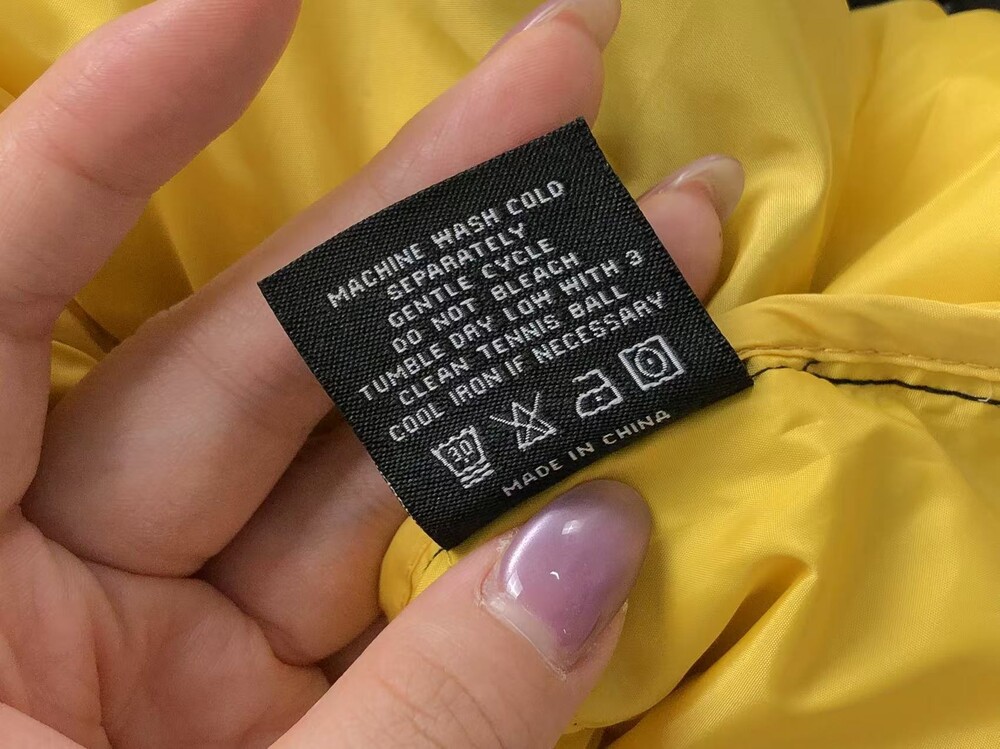 MACHINE WASH COLD
SEPARATELY
GENTLE CYCLE
DO NOT BLEACH
TUMBLE DRY LOW WITH 3
CLEAN TENNIS BALL
COOL IRON IF NECESSARY
30
MADE IN CHINA